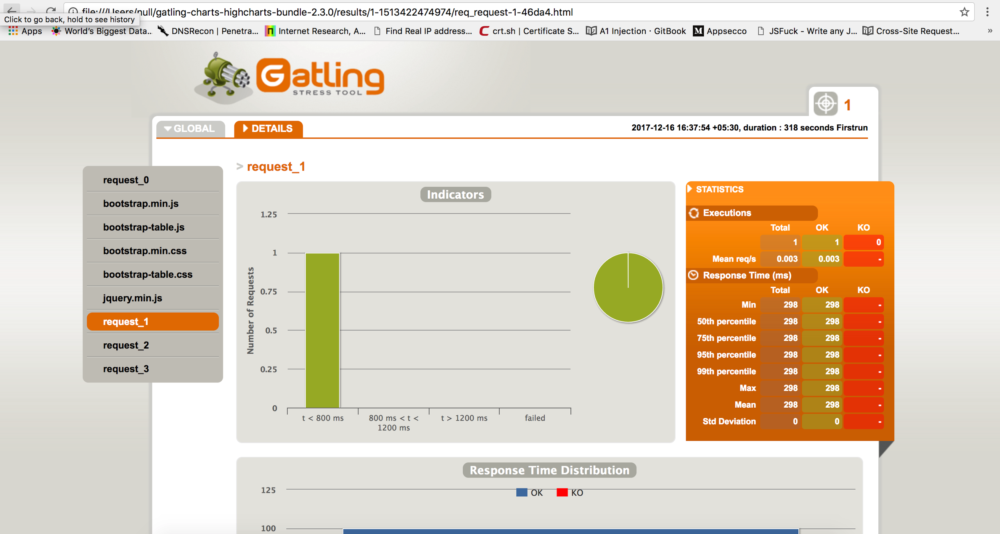 file:///Users/null/gatling-charts-highcharts-bundle-2.3.0/results/1-1513422474974/req_request-1-46da4.html
Click to go back, hold to see history
Apps World's Biggest Data... DNSRecon | Penetra... Internet Research, A... Find Real IP address... crt.sh | Certificate S... A1 Injection · GitBook Appsecco JSFuck - Write any J... Cross-Site Request... »
Gatling
STRESS TOOL
1
GLOBAL DETAILS 2017-12-16 16:37:54 +05:30, duration : 318 seconds Firstrun
> request_1
request_0
bootstrap.min.js
bootstrap-table.js
bootstrap.min.css
bootstrap-table.css
jquery.min.js
request_1
request_2
request_3
Indicators
1.25
1
0.75
0.5
0.25
0
Number of Requests
t < 800 ms
800 ms < t <
1200 ms
t > 1200 ms
failed
STATISTICS
Executions
Total OK KO
1 1 0
Mean req/s 0.003 0.003 -
Response Time (ms)
Total OK KO
Min 298 298 -
50th percentile 298 298 -
75th percentile 298 298 -
95th percentile 298 298 -
99th percentile 298 298 -
Max 298 298 -
Mean 298 298 -
Std Deviation 0 0 -
Response Time Distribution
125
OK KO
100